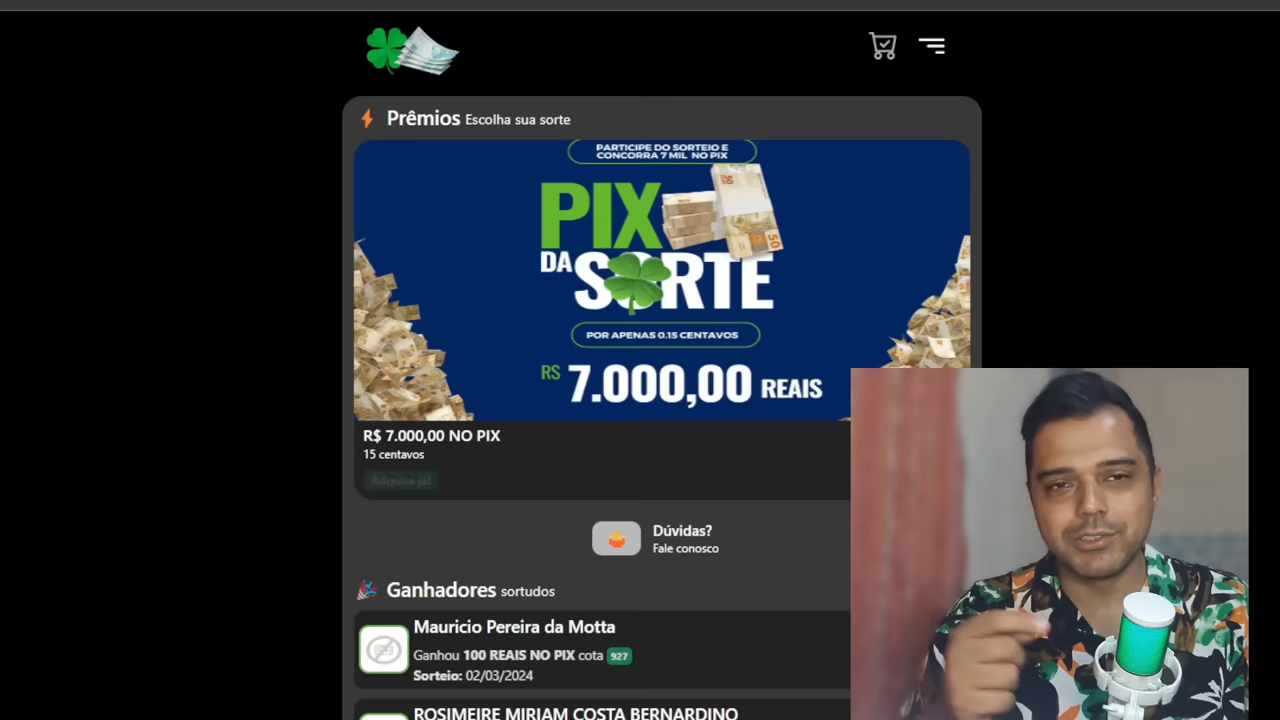 Prêmios Escolha sua sorte
PARTICIPE DO SORTEIO E
CONCORRA 7 MIL NO PIX
PIX
DA SORTE
50
POR APENAS 0.15 CENTAVOS
RS 7.000,00 REAIS
R$ 7.000,00 NO PIX
15 centavos
Adquira já!
Dúvidas?
Fale conosco
Ganhadores sortudos
Mauricio Pereira da Motta
Ganhou 100 REAIS NO PIX cota 927
Sorteio: 02/03/2024
ROSIMEIRE MIRIAM COSTA BERNARDINO